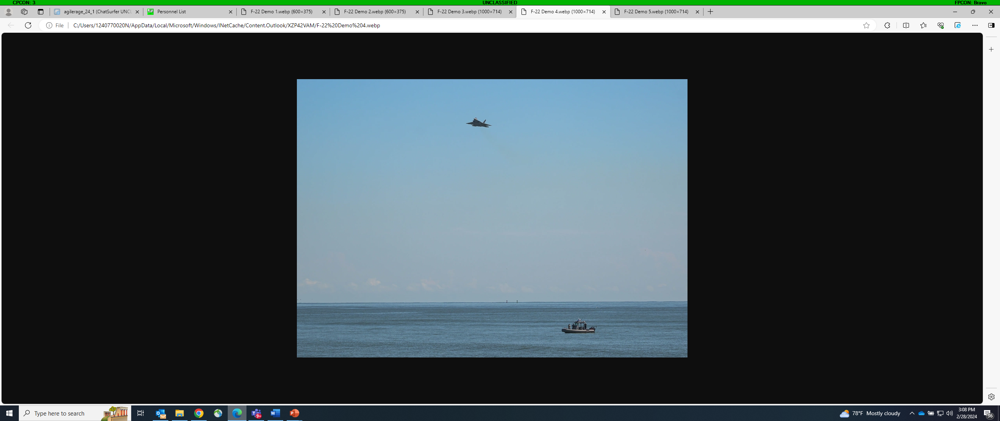 CPCON: 3 UNCLASSIFIED FPCON: Bravo
agilerage_24_1 (ChatSurfer UNCL Personnel List F-22 Demo 1.webp (600×375) F-22 Demo 2.webp (600×375) F-22 Demo 3.webp (1000×714) F-22 Demo 4.webp (1000×714) F-22 Demo 5.webp (1000×714)
File C:/Users/1240770020N/AppData/Local/Microsoft/Windows/INetCache/Content.Outlook/XZP42VAM/F-22%20Demo%204.webp
Type here to search 9+ 78°F Mostly cloudy 3:08 PM
2/28/2024 36